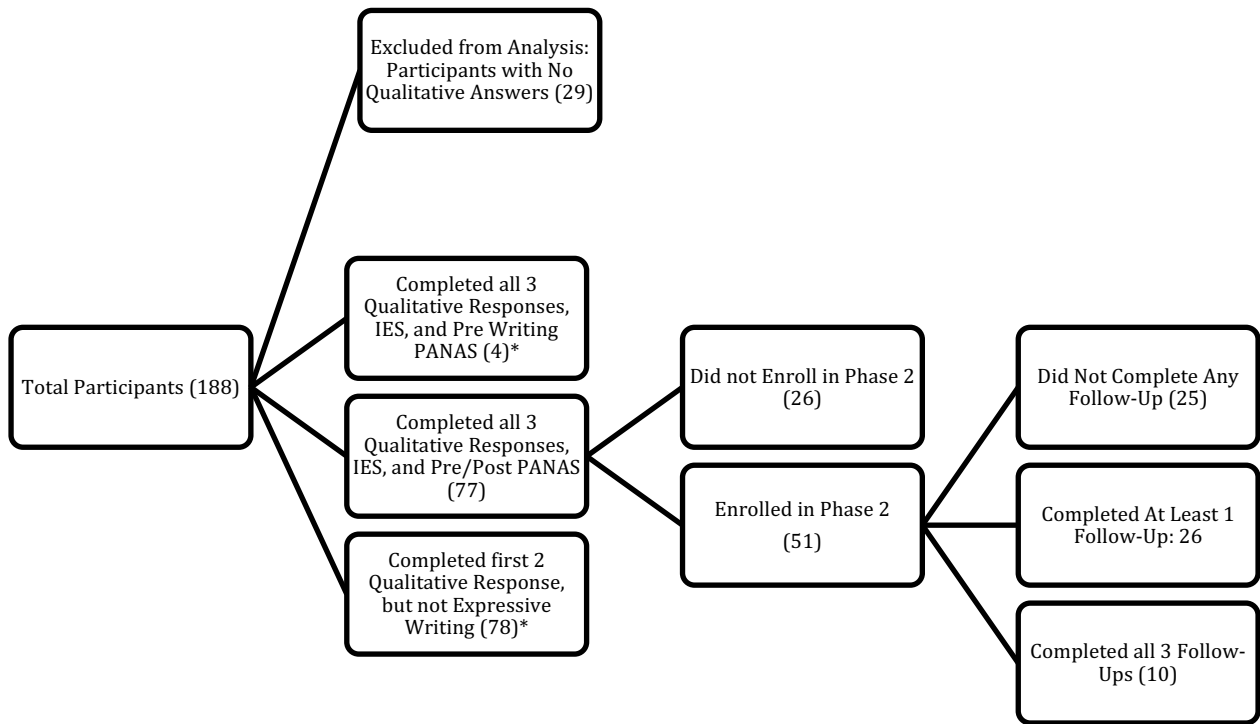 Excluded from Analysis:
Participants with No
Qualitative Answers (29)
Total Participants (188)
Completed all 3
Qualitative Responses,
IES, and Pre Writing
PANAS (4)*
Completed all 3
Qualitative Responses,
IES, and Pre/Post PANAS
(77)
Completed first 2
Qualitative Response,
but not Expressive
Writing (78)*
Did not Enroll in Phase 2
(26)
Enrolled in Phase 2
(51)
Did Not Complete Any
Follow-Up (25)
Completed At Least 1
Follow-Up: 26
Completed all 3 Follow-
Ups (10)